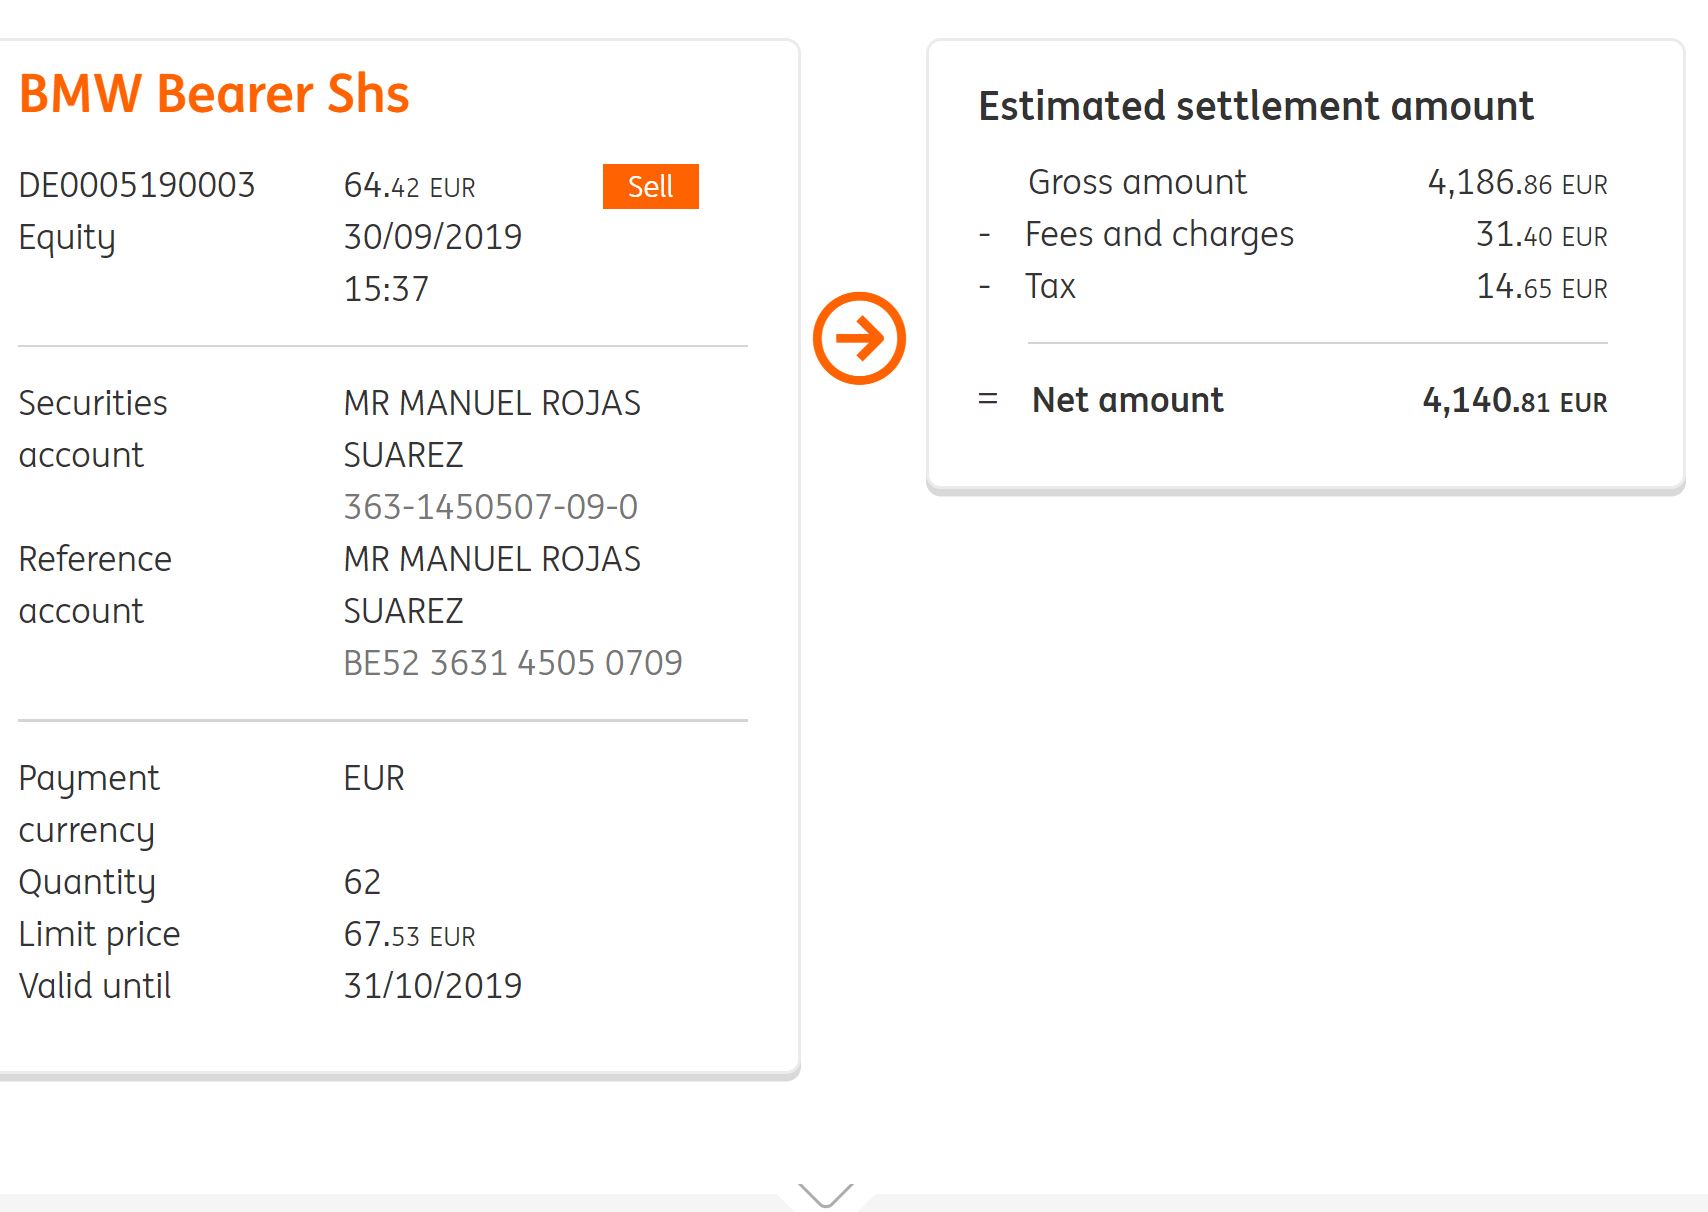 BMW Bearer Shs
DE0005190003 64.42 EUR Sell
Equity 30/09/2019
15:37
Securities MR MANUEL ROJAS
account SUAREZ
363-1450507-09-0
Reference MR MANUEL ROJAS
account SUAREZ
BE52 3631 4505 0709
Payment EUR
currency
Quantity 62
Limit price 67.53 EUR
Valid until 31/10/2019
Estimated settlement amount
Gross amount 4,186.86 EUR
- Fees and charges 31.40 EUR
- Tax 14.65 EUR
= Net amount 4,140.81 EUR